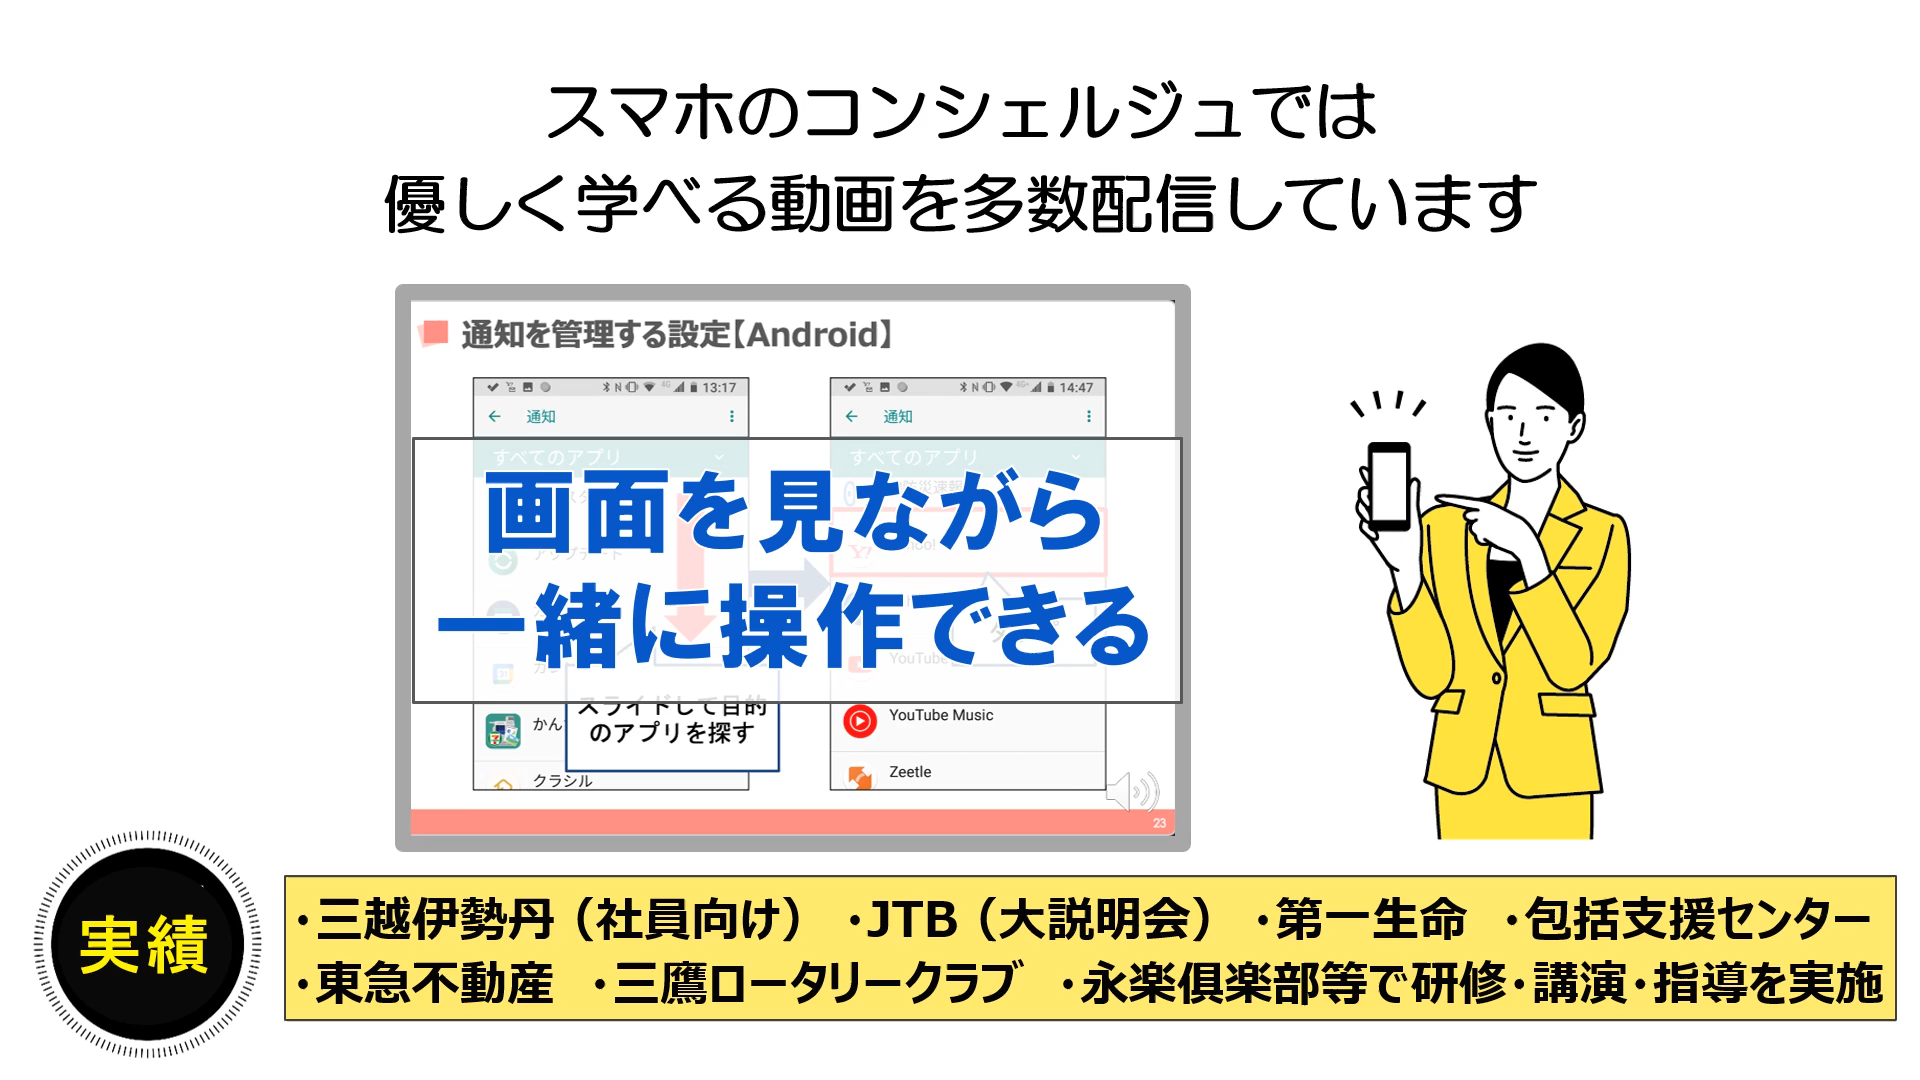 スマホのコンシェルジュでは
優しく学べる動画を多数配信しています
通知を管理する設定【Android】
13:17
通知
すべてのアプリ
14:47
通知
すべてのアプリ
画面を見ながら
一緒に操作できる
YouTube
スライドして目的
のアプリを探す
かん
クラシル
YouTube Music
Zeetle
23
実績
・三越伊勢丹（社員向け） ・JTB（大説明会） ・第一生命 ・包括支援センター
・東急不動産 ・三鷹ロータリークラブ ・永楽倶楽部等で研修・講演・指導を実施